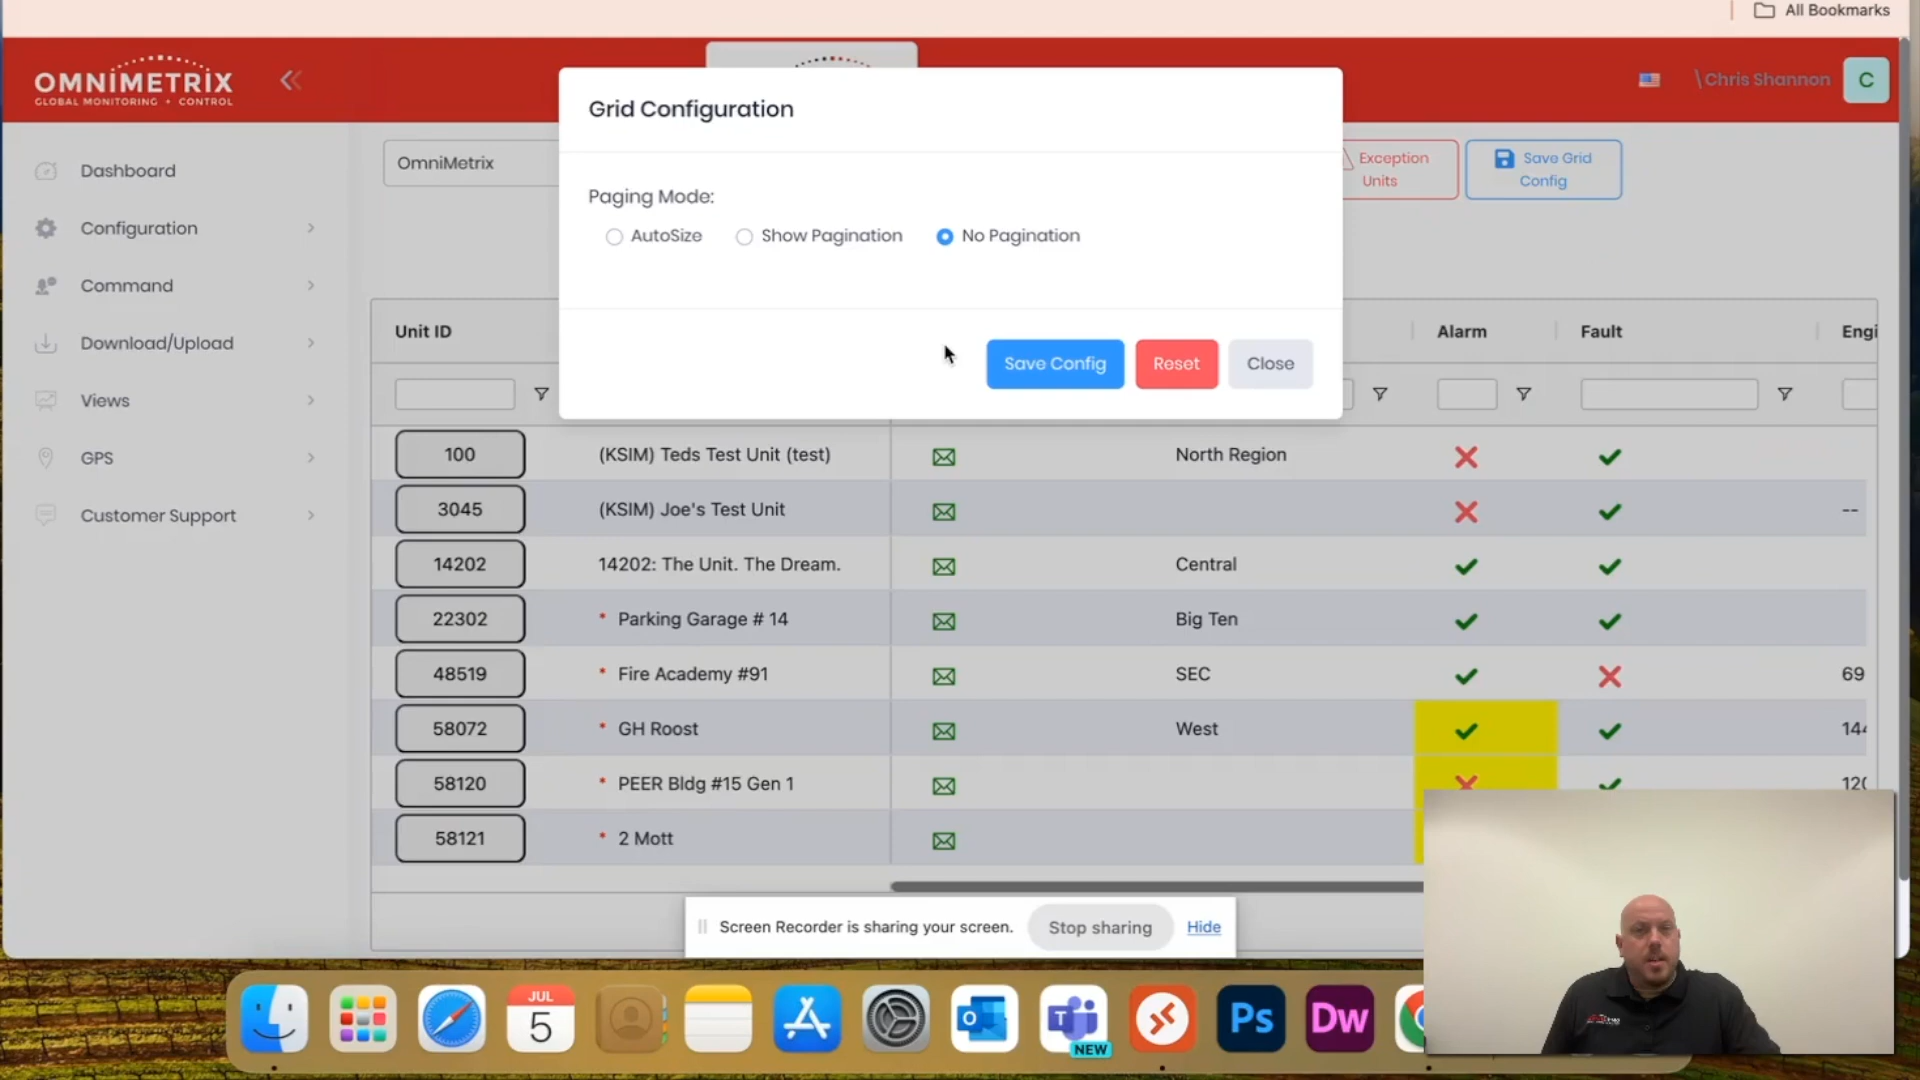 All Bookmarks
OMNIMETRIX
GLOBAL MONITORING • CONTROL
\Chris Shannon
C
Grid Configuration
Paging Mode:
AutoSize
Show Pagination
No Pagination
Save Config
Reset
Close
Dashboard
Configuration
Command
Download/Upload
Views
GPS
Customer Support
OmniMetrix
Exception
Units
Save Grid
Config
Unit ID
Alarm
Fault
Engi
100
(KSIM) Teds Test Unit (test)
North Region
3045
(KSIM) Joe's Test Unit
--
14202
14202: The Unit. The Dream.
Central
22302
* Parking Garage # 14
Big Ten
48519
* Fire Academy #91
SEC
69
58072
* GH Roost
West
144
58120
* PEER Bldg #15 Gen 1
120
58121
* 2 Mott
Screen Recorder is sharing your screen.
Stop sharing
Hide
JUL
5
T
NEW
Ps
Dw